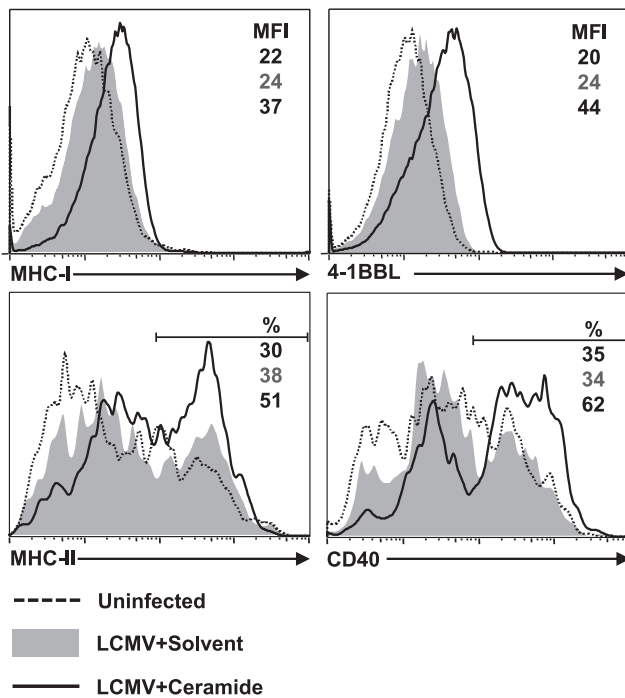 MFI
22
24
37
MHC-I
MFI
20
24
44
4-1BBL
%
30
38
51
MHC-II
%
35
34
62
CD40
Uninfected
LCMV+Solvent
LCMV+Ceramide